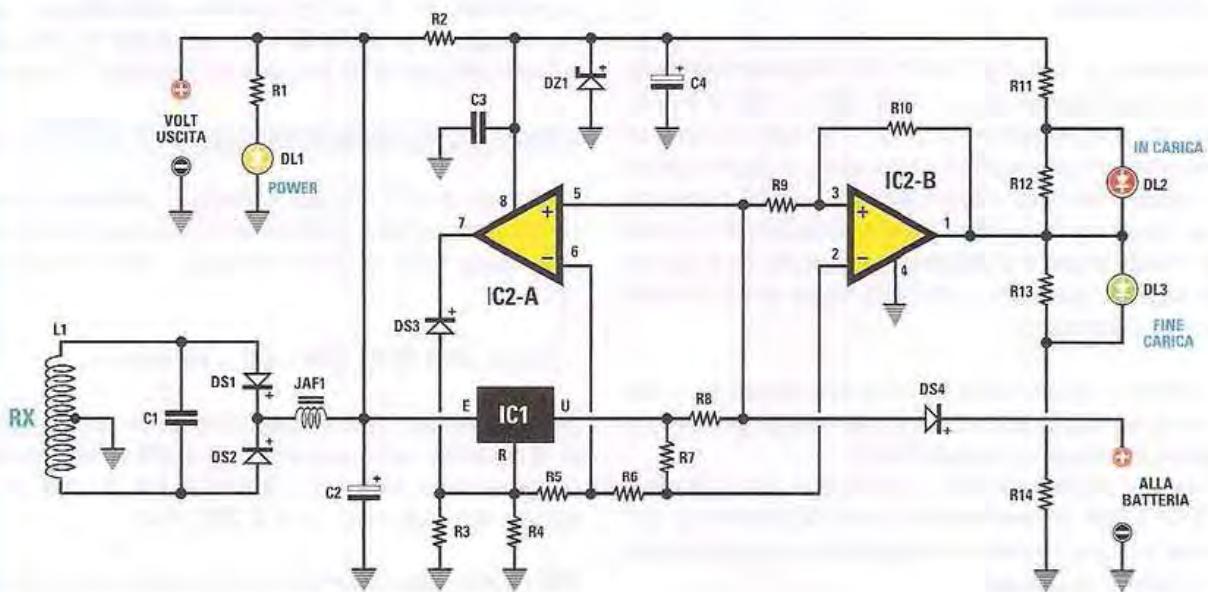 R2
R1
VOLT
USCITA
DL1
POWER
C3
DZ1
+
C4
+
R10
R11
R12
IN CARICA
DL2
8
7
5
+
6
−
IC2-A
R9
IC2-B
3
+
2
−
1
4
R13
DL3
FINE
CARICA
DS3
+
L1
RX
C1
DS1
+
DS2
+
JAF1
C2
+
E
IC1
U
R
R8
R7
R5
R6
R3
R4
DS4
+
R14
+
ALLA
BATTERIA
−